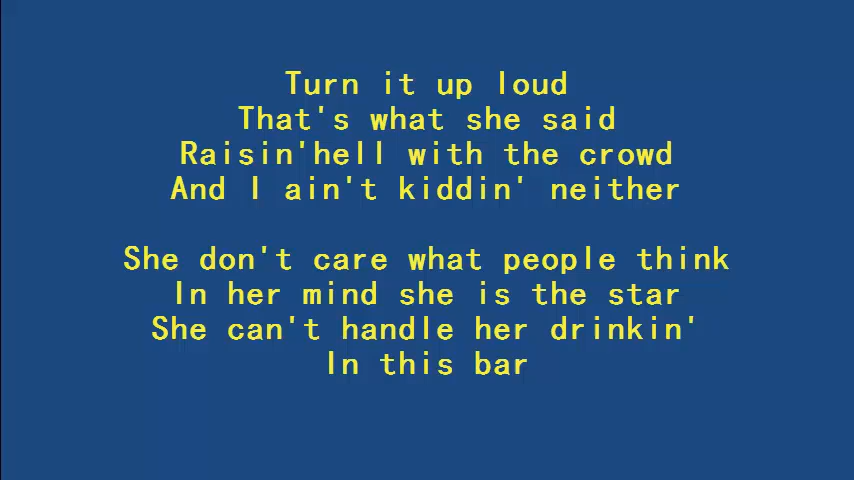 Turn it up loud
That's what she said
Raisin'hell with the crowd
And I ain't kiddin' neither
She don't care what people think
In her mind she is the star
She can't handle her drinkin'
In this bar